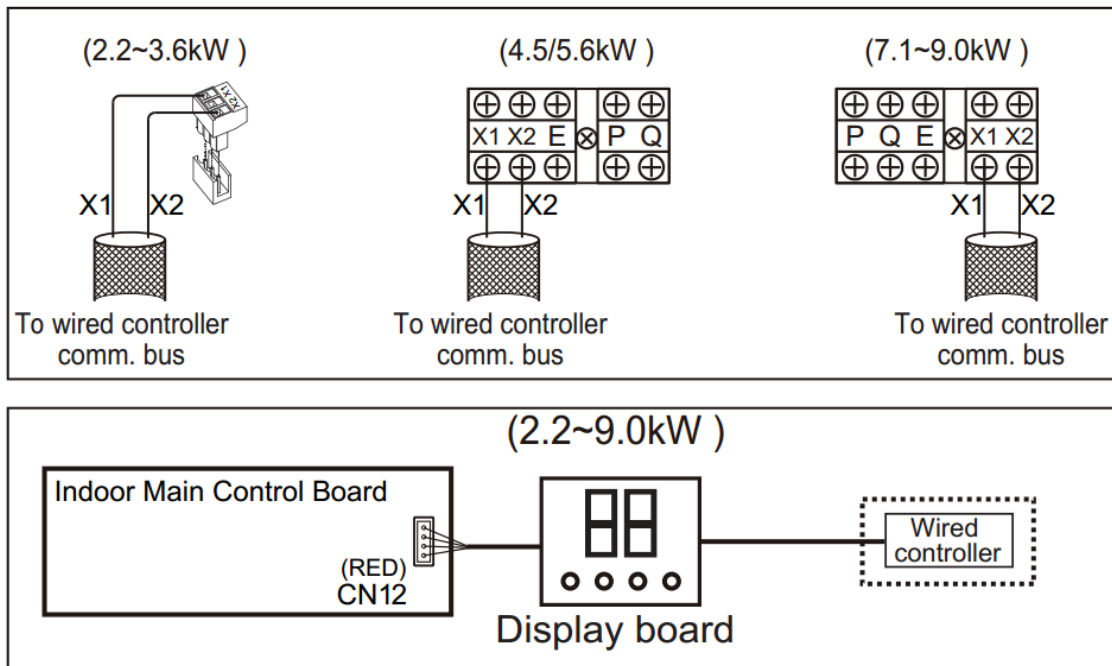 (2.2~3.6kW )
(4.5/5.6kW )
(7.1~9.0kW )
X2 X1
X1 X2 E P Q
P Q E X1 X2
X1 X2
X1 X2
X1 X2
To wired controller
comm. bus
To wired controller
comm. bus
To wired controller
comm. bus
(2.2~9.0kW )
Indoor Main Control Board
(RED)
CN12
Wired
controller
Display board